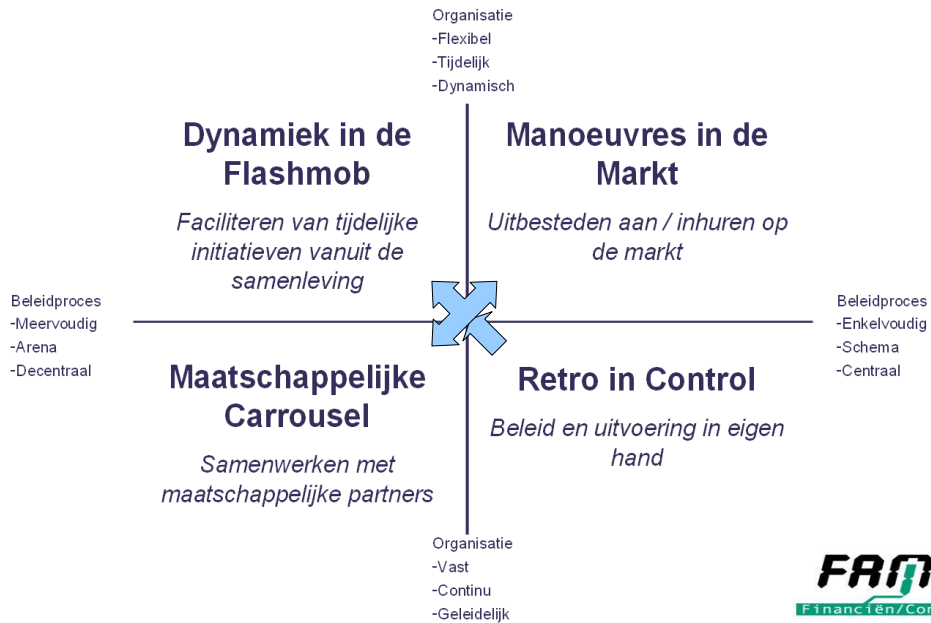 Organisatie
-Flexibel
-Tijdelijk
-Dynamisch
Dynamiek in de
Flashmob
Faciliteren van tijdelijke
initiatieven vanuit de
samenleving
Manoeuvres in de
Markt
Uitbesteden aan / inhuren op
de markt
Beleidproces
-Meervoudig
-Arena
-Decentraal
Beleidproces
-Enkelvoudig
-Schema
-Centraal
Maatschappelijke
Carrousel
Samenwerken met
maatschappelijke partners
Retro in Control
Beleid en uitvoering in eigen
hand
Organisatie
-Vast
-Continu
-Geleidelijk
Financiën/Con